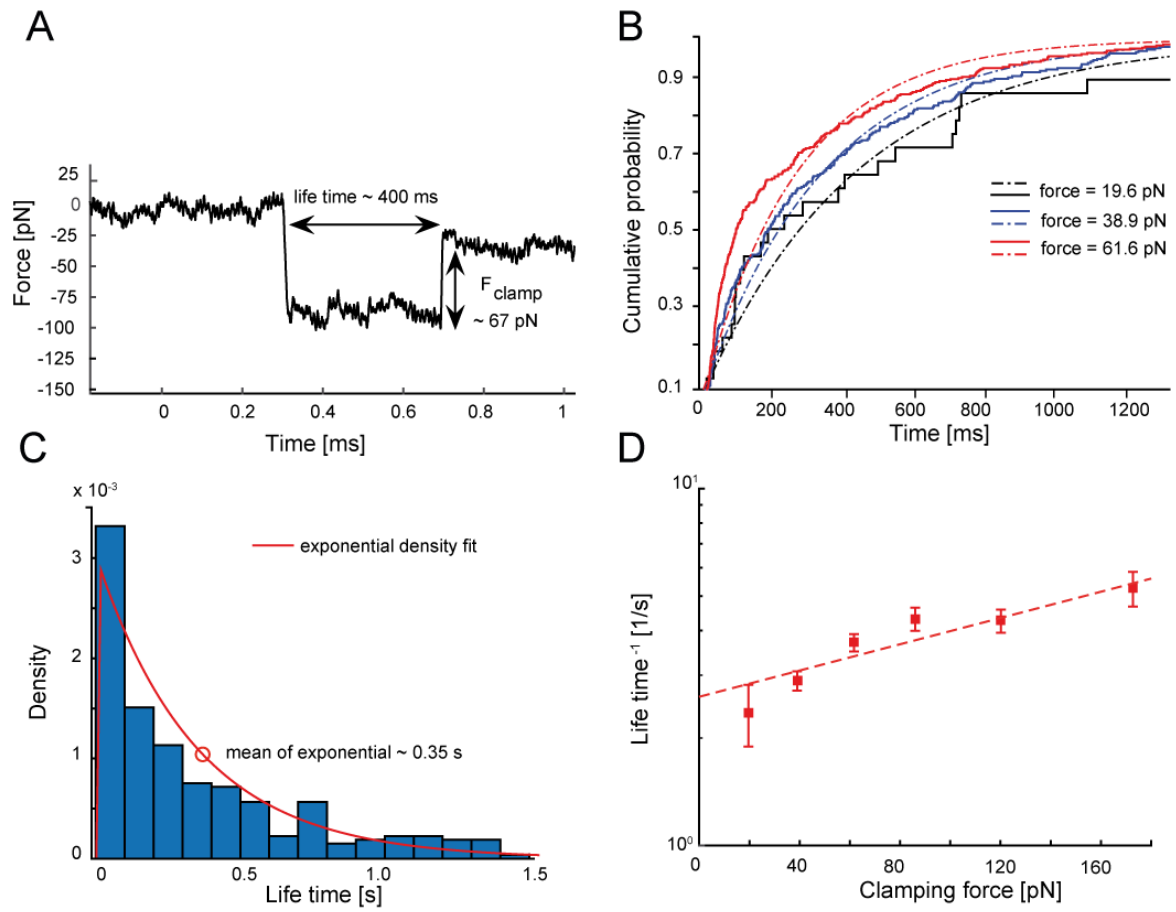 A
25
0
-25
-50
-75
-100
-125
-150
Force [pN]
life time ~ 400 ms
F clamp
~ 67 pN
0 0.2 0.4 0.6 0.8 1
Time [ms]
B
0.9
0.7
0.5
0.3
0.1
Cumulative probability
force = 19.6 pN
force = 38.9 pN
force = 61.6 pN
0 200 400 600 800 1000 1200
Time [ms]
C
x 10⁻³
3
2
1
0
Density
exponential density fit
mean of exponential ~ 0.35 s
0 0.5 1.0 1.5
Life time [s]
D
10¹
10⁰
Life time⁻¹ [1/s]
0 40 80 120 160
Clamping force [pN]